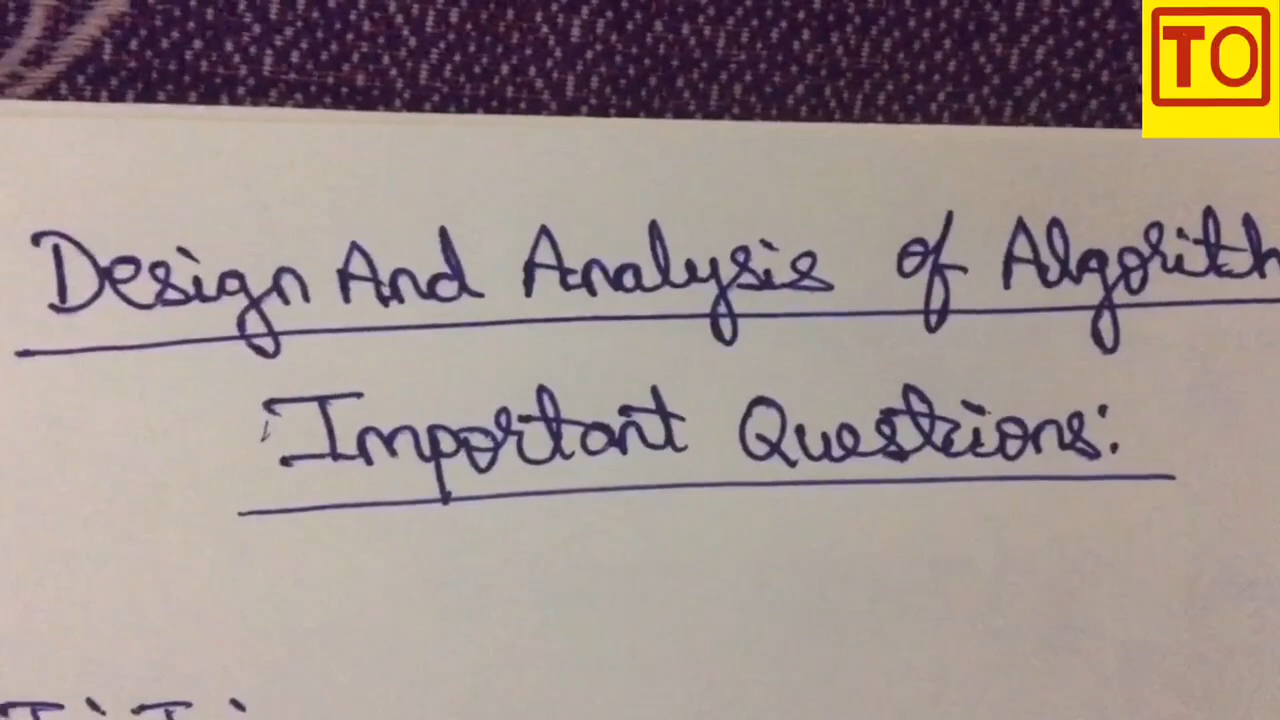 TO
Design And Analysis of Algorith
Important Questions: